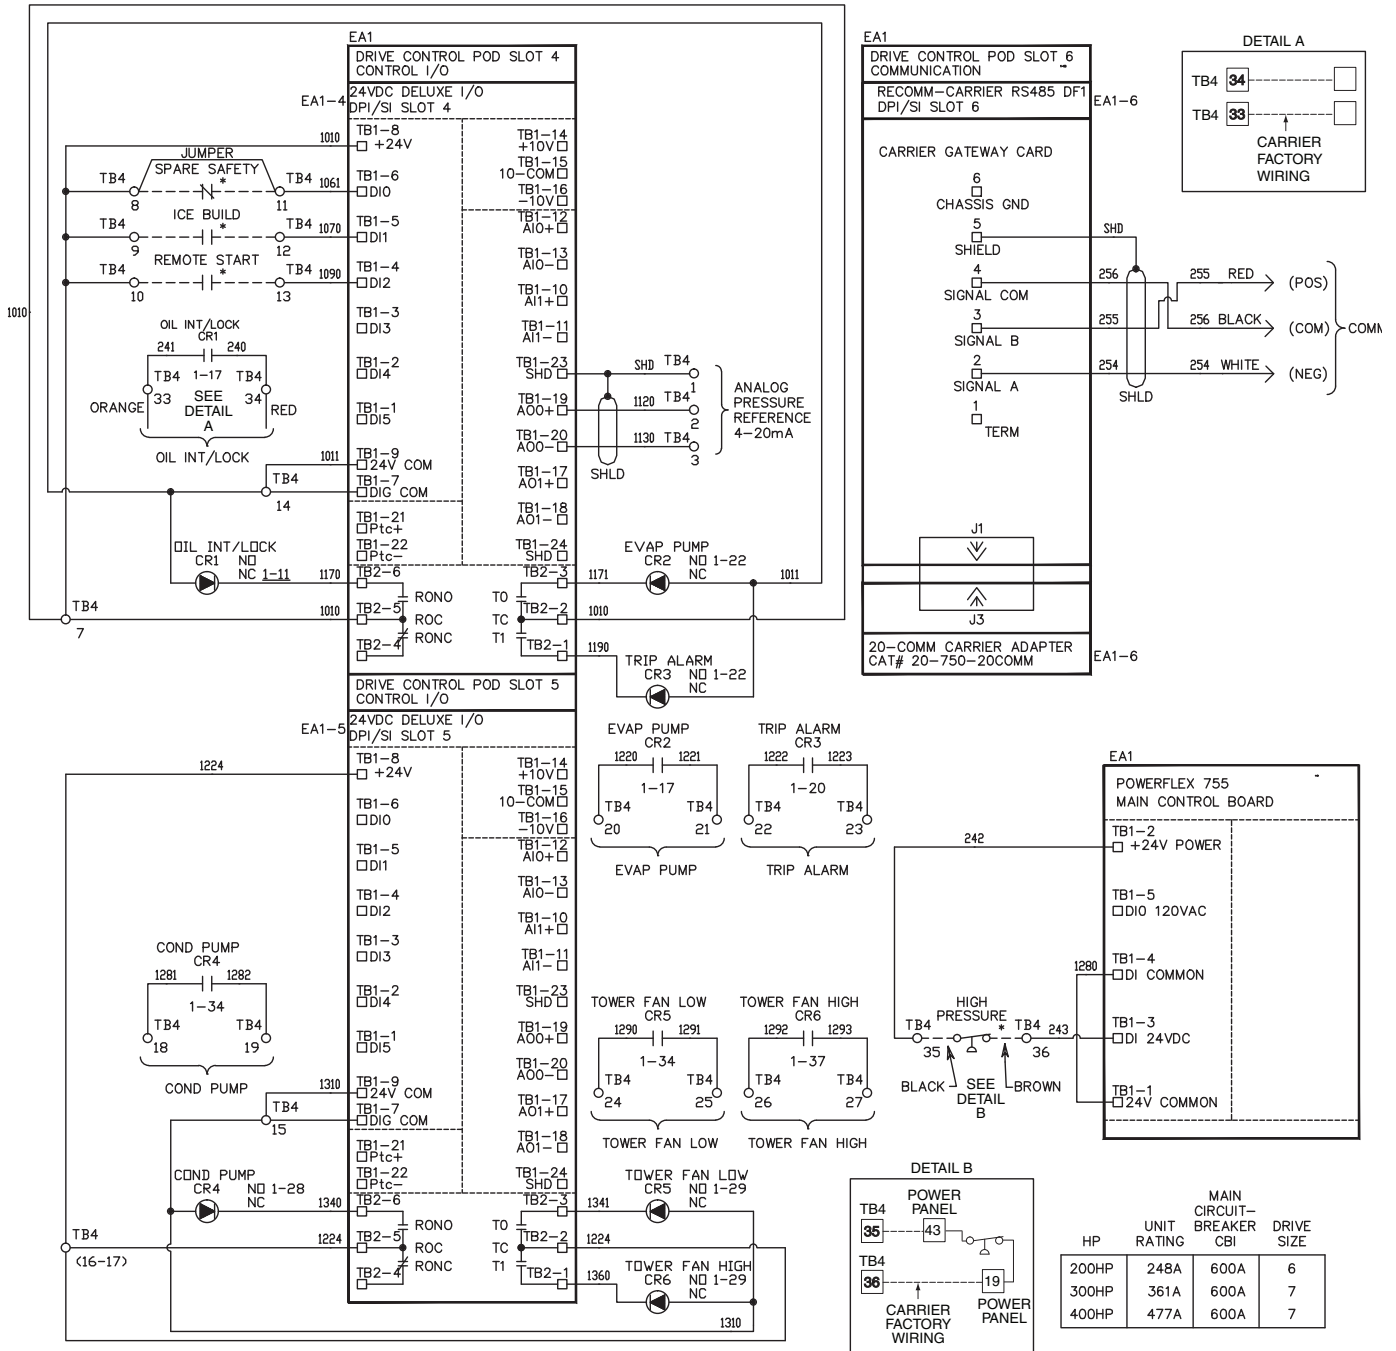 EA1
DRIVE CONTROL POD SLOT 4
CONTROL I/O
EA1-4
24VDC DELUXE I/O
DPI/SI SLOT 4
1010
TB1-8
+24V
JUMPER
SPARE SAFETY
*
TB4
8
TB4
11
1061
TB1-6
DI0
ICE BUILD
*
TB4
9
TB4
12
1070
TB1-5
DI1
REMOTE START
*
TB4
10
TB4
13
1090
TB1-4
DI2
1010
TB1-3
DI3
OIL INT/LOCK
CR1
241
240
1-17
TB4
33
TB4
34
SEE
DETAIL
A
ORANGE
RED
OIL INT/LOCK
TB1-2
DI4
TB1-1
DI5
1011
TB1-9
24V COM
TB4
14
TB1-7
DIG COM
TB1-21
Ptc+
TB1-22
Ptc-
OIL INT/LOCK
CR1
NO
NC 1-11
1170
TB2-6
RONO
TB4
7
1010
TB2-5
ROC
TB2-4
RONC
TB1-14
+10V
TB1-15
10-COM
TB1-16
-10V
TB1-12
AI0+
TB1-13
AI0-
TB1-10
AI1+
TB1-11
AI1-
TB1-23
SHD
SHD
TB4
1
TB1-19
AO0+
1120
TB4
2
TB1-20
AO0-
1130
TB4
3
SHLD
ANALOG
PRESSURE
REFERENCE
4-20mA
TB1-17
AO1+
TB1-18
AO1-
TB1-24
SHD
TB2-3
T0
1171
EVAP PUMP
CR2
NO 1-22
NC
1011
TB2-2
TC
1010
TB2-1
T1
1190
TRIP ALARM
CR3
NO 1-22
NC
DRIVE CONTROL POD SLOT 5
CONTROL I/O
EA1-5
24VDC DELUXE I/O
DPI/SI SLOT 5
1224
TB1-8
+24V
TB1-6
DI0
TB1-5
DI1
TB1-4
DI2
TB1-3
DI3
TB1-2
DI4
TB1-1
DI5
COND PUMP
CR4
1281
1282
1-34
TB4
18
TB4
19
COND PUMP
1310
TB1-9
24V COM
TB4
15
TB1-7
DIG COM
TB1-21
Ptc+
TB1-22
Ptc-
COND PUMP
CR4
NO 1-28
NC
1340
TB2-6
RONO
TB4
(16-17)
1224
TB2-5
ROC
TB2-4
RONC
TB1-14
+10V
TB1-15
10-COM
TB1-16
-10V
TB1-12
AI0+
TB1-13
AI0-
TB1-10
AI1+
TB1-11
AI1-
TB1-23
SHD
TB1-19
AO0+
TB1-20
AO0-
TB1-17
AO1+
TB1-18
AO1-
TB1-24
SHD
TB2-3
T0
1341
TOWER FAN LOW
CR5
NO 1-29
NC
TB2-2
TC
1224
TB2-1
T1
1360
TOWER FAN HIGH
CR6
NO 1-29
NC
1310
EVAP PUMP
CR2
1220
1221
1-17
TB4
20
TB4
21
EVAP PUMP
TRIP ALARM
CR3
1222
1223
1-20
TB4
22
TB4
23
TRIP ALARM
TOWER FAN LOW
CR5
1290
1291
1-34
TB4
24
TB4
25
TOWER FAN LOW
TOWER FAN HIGH
CR6
1292
1293
1-37
TB4
26
TB4
27
TOWER FAN HIGH
EA1
DRIVE CONTROL POD SLOT 6
COMMUNICATION
RECOMM-CARRIER RS485 DF1
DPI/SI SLOT 6
EA1-6
CARRIER GATEWAY CARD
6
CHASSIS GND
5
SHIELD
SHD
4
SIGNAL COM
256
255
RED
(POS)
3
SIGNAL B
255
256
BLACK
(COM)
COMM
2
SIGNAL A
254
254
WHITE
(NEG)
SHLD
1
TERM
J1
J3
20-COMM CARRIER ADAPTER
CAT# 20-750-20COMM
EA1-6
DETAIL A
TB4
34
TB4
33
CARRIER
FACTORY
WIRING
EA1
POWERFLEX 755
MAIN CONTROL BOARD
242
TB1-2
+24V POWER
TB1-5
DI0 120VAC
1280
TB1-4
DI COMMON
HIGH
PRESSURE
*
TB4
35
TB4
36
243
TB1-3
DI 24VDC
BLACK
SEE
DETAIL
B
BROWN
TB1-1
24V COMMON
DETAIL B
TB4
35
POWER
PANEL
43
TB4
36
19
POWER
PANEL
CARRIER
FACTORY
WIRING
HP UNIT RATING MAIN CIRCUIT-BREAKER CBI DRIVE SIZE
200HP 248A 600A 6
300HP 361A 600A 7
400HP 477A 600A 7